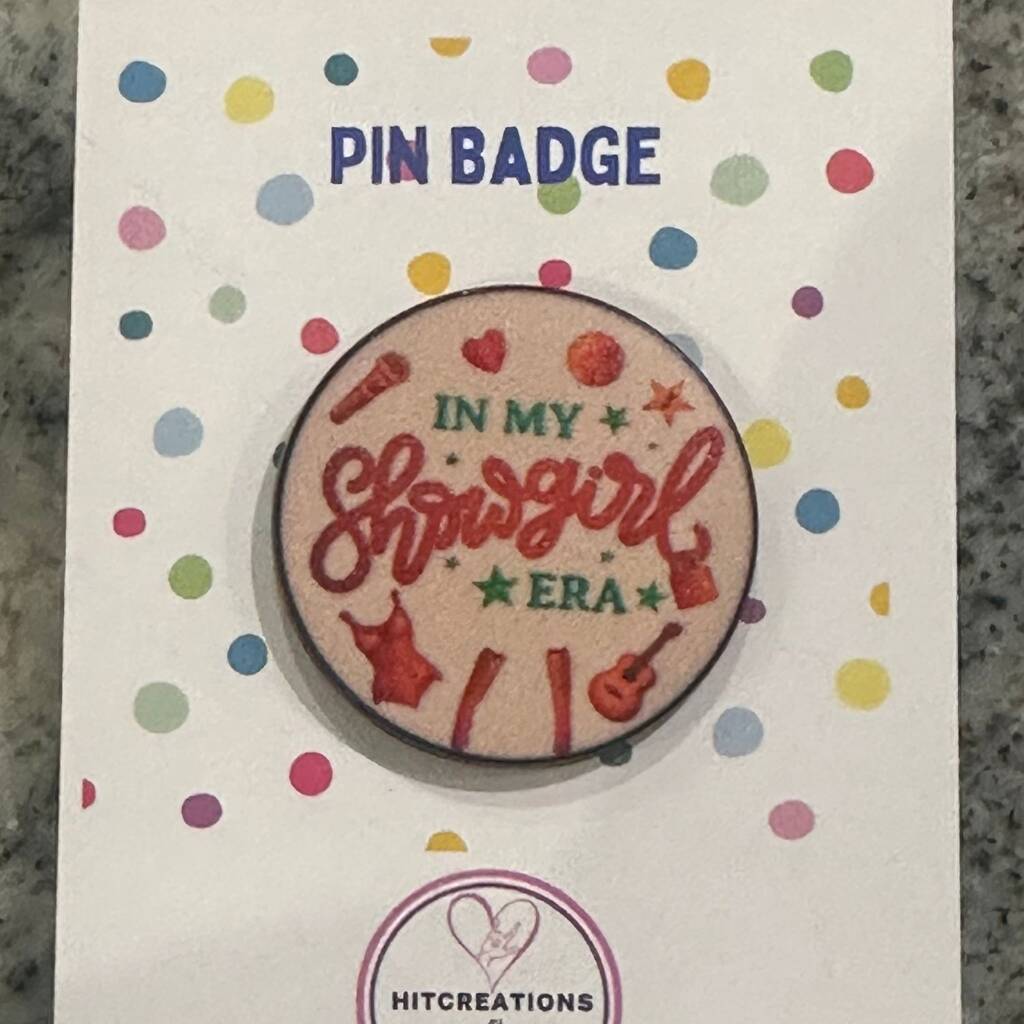 PIN BADGE
IN MY
Showgirl
ERA
HITCREATIONS